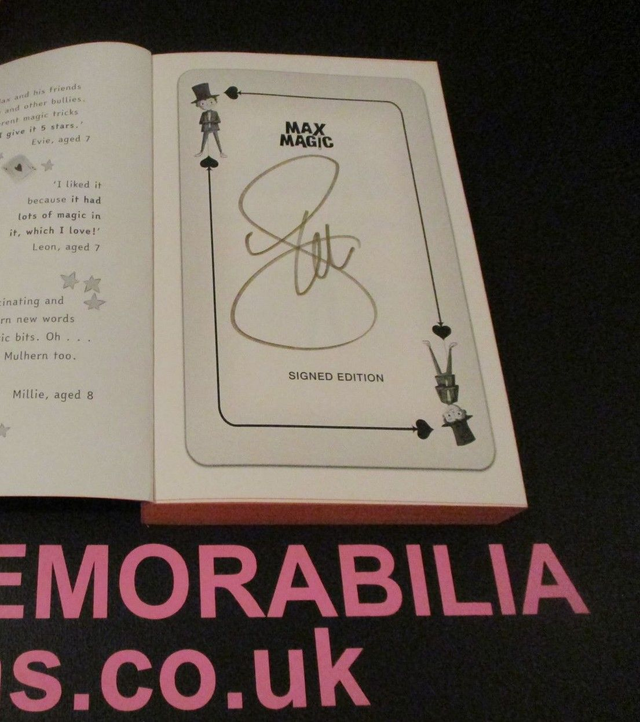 and his friends
and other bullies.
magic tricks
I give it 5 stars.'
Evie, aged 7
'I liked it
because it had
lots of magic in
it, which I love!'
Leon, aged 7
inating and
rn new words
ic bits. Oh . . .
Mulhern too.
Millie, aged 8
MAX
MAGIC
SIGNED EDITION
EMORABILIA
s.co.uk